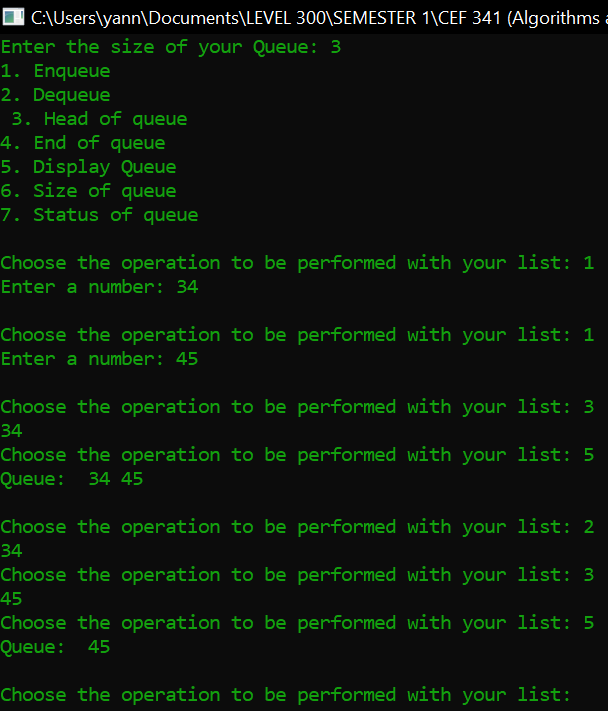 C:\Users\yann\Documents\LEVEL 300\SEMESTER 1\CEF 341 (Algorithms
Enter the size of your Queue: 3
1. Enqueue
2. Dequeue
 3. Head of queue
4. End of queue
5. Display Queue
6. Size of queue
7. Status of queue
Choose the operation to be performed with your list: 1
Enter a number: 34
Choose the operation to be performed with your list: 1
Enter a number: 45
Choose the operation to be performed with your list: 3
34
Choose the operation to be performed with your list: 5
Queue:  34 45
Choose the operation to be performed with your list: 2
34
Choose the operation to be performed with your list: 3
45
Choose the operation to be performed with your list: 5
Queue:  45
Choose the operation to be performed with your list: